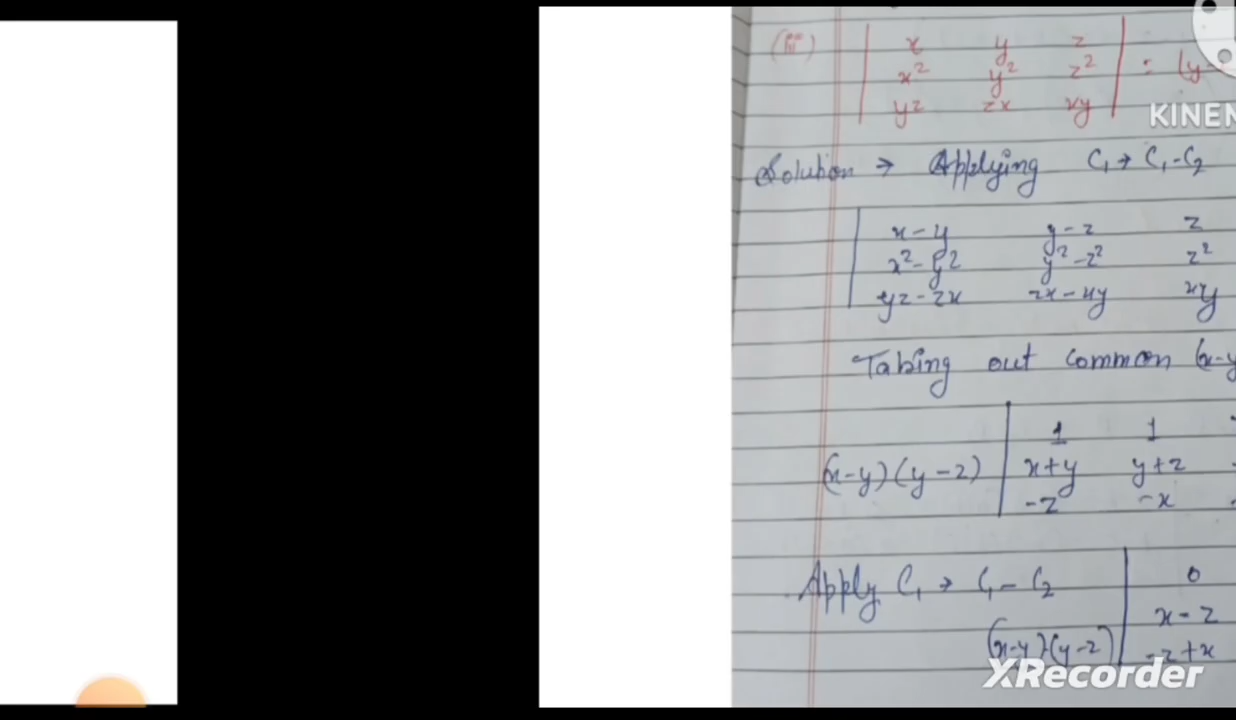 (iii) | x y z | = (y-
x² y² z²
yz zx xy
KINEM
Solution → Applying C₁ → C₁-C₂
| x-y y-z z
x²-y² y²-z² z²
yz-zx zx-xy xy
Taking out common (x-y
(x-y)(y-z) | 1 1
x+y y+z
-z -x
Apply C₁ → C₁-C₂ | 0
x-z
(x-y)(y-z) | -z+x
XRecorder